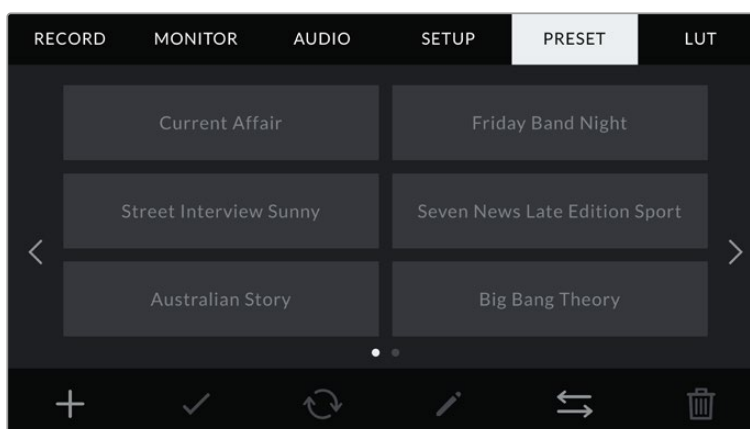 RECORD MONITOR AUDIO SETUP PRESET LUT
Current Affair Friday Band Night
Street Interview Sunny Seven News Late Edition Sport
Australian Story Big Bang Theory